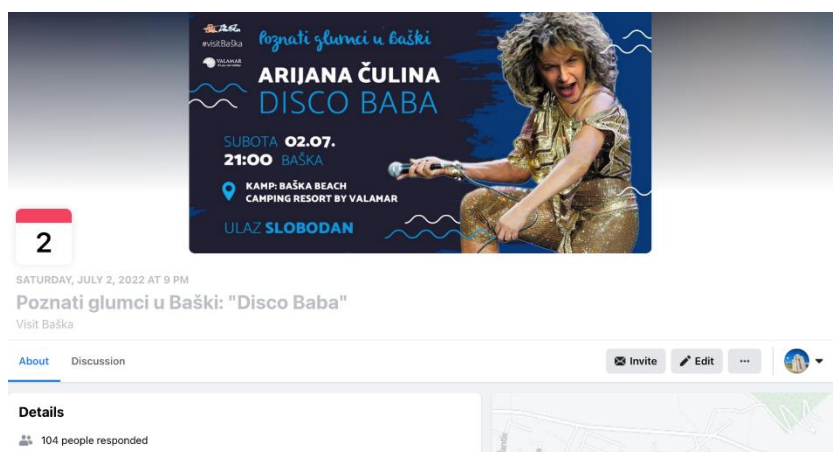 #visitBaška
VALAMAR
Poznati glumci u Baški
ARIJANA ČULINA
DISCO BABA
SUBOTA 02.07.
21:00 BAŠKA
KAMP: BAŠKA BEACH
CAMPING RESORT BY VALAMAR
ULAZ SLOBODAN
2
SATURDAY, JULY 2, 2022 AT 9 PM
Poznati glumci u Baški: "Disco Baba"
Visit Baška
About Discussion Invite Edit
Details
104 people responded